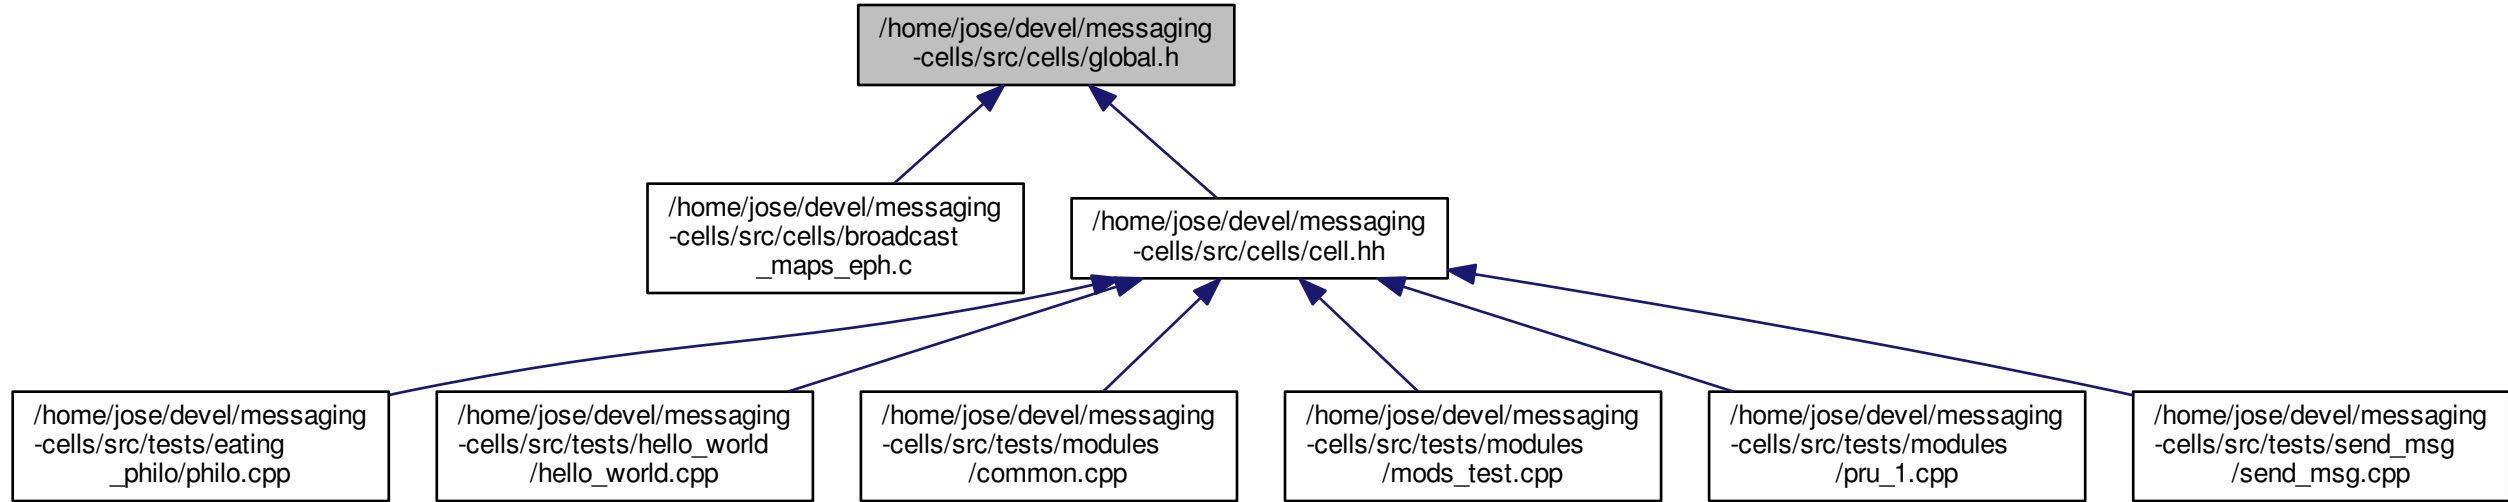 /home/jose/devel/messaging
-cells/src/cells/global.h
/home/jose/devel/messaging
-cells/src/cells/broadcast
_maps_eph.c
/home/jose/devel/messaging
-cells/src/cells/cell.hh
/home/jose/devel/messaging
-cells/src/tests/eating
_philo/philo.cpp
/home/jose/devel/messaging
-cells/src/tests/hello_world
/hello_world.cpp
/home/jose/devel/messaging
-cells/src/tests/modules
/common.cpp
/home/jose/devel/messaging
-cells/src/tests/modules
/mods_test.cpp
/home/jose/devel/messaging
-cells/src/tests/modules
/pru_1.cpp
/home/jose/devel/messaging
-cells/src/tests/send_msg
/send_msg.cpp